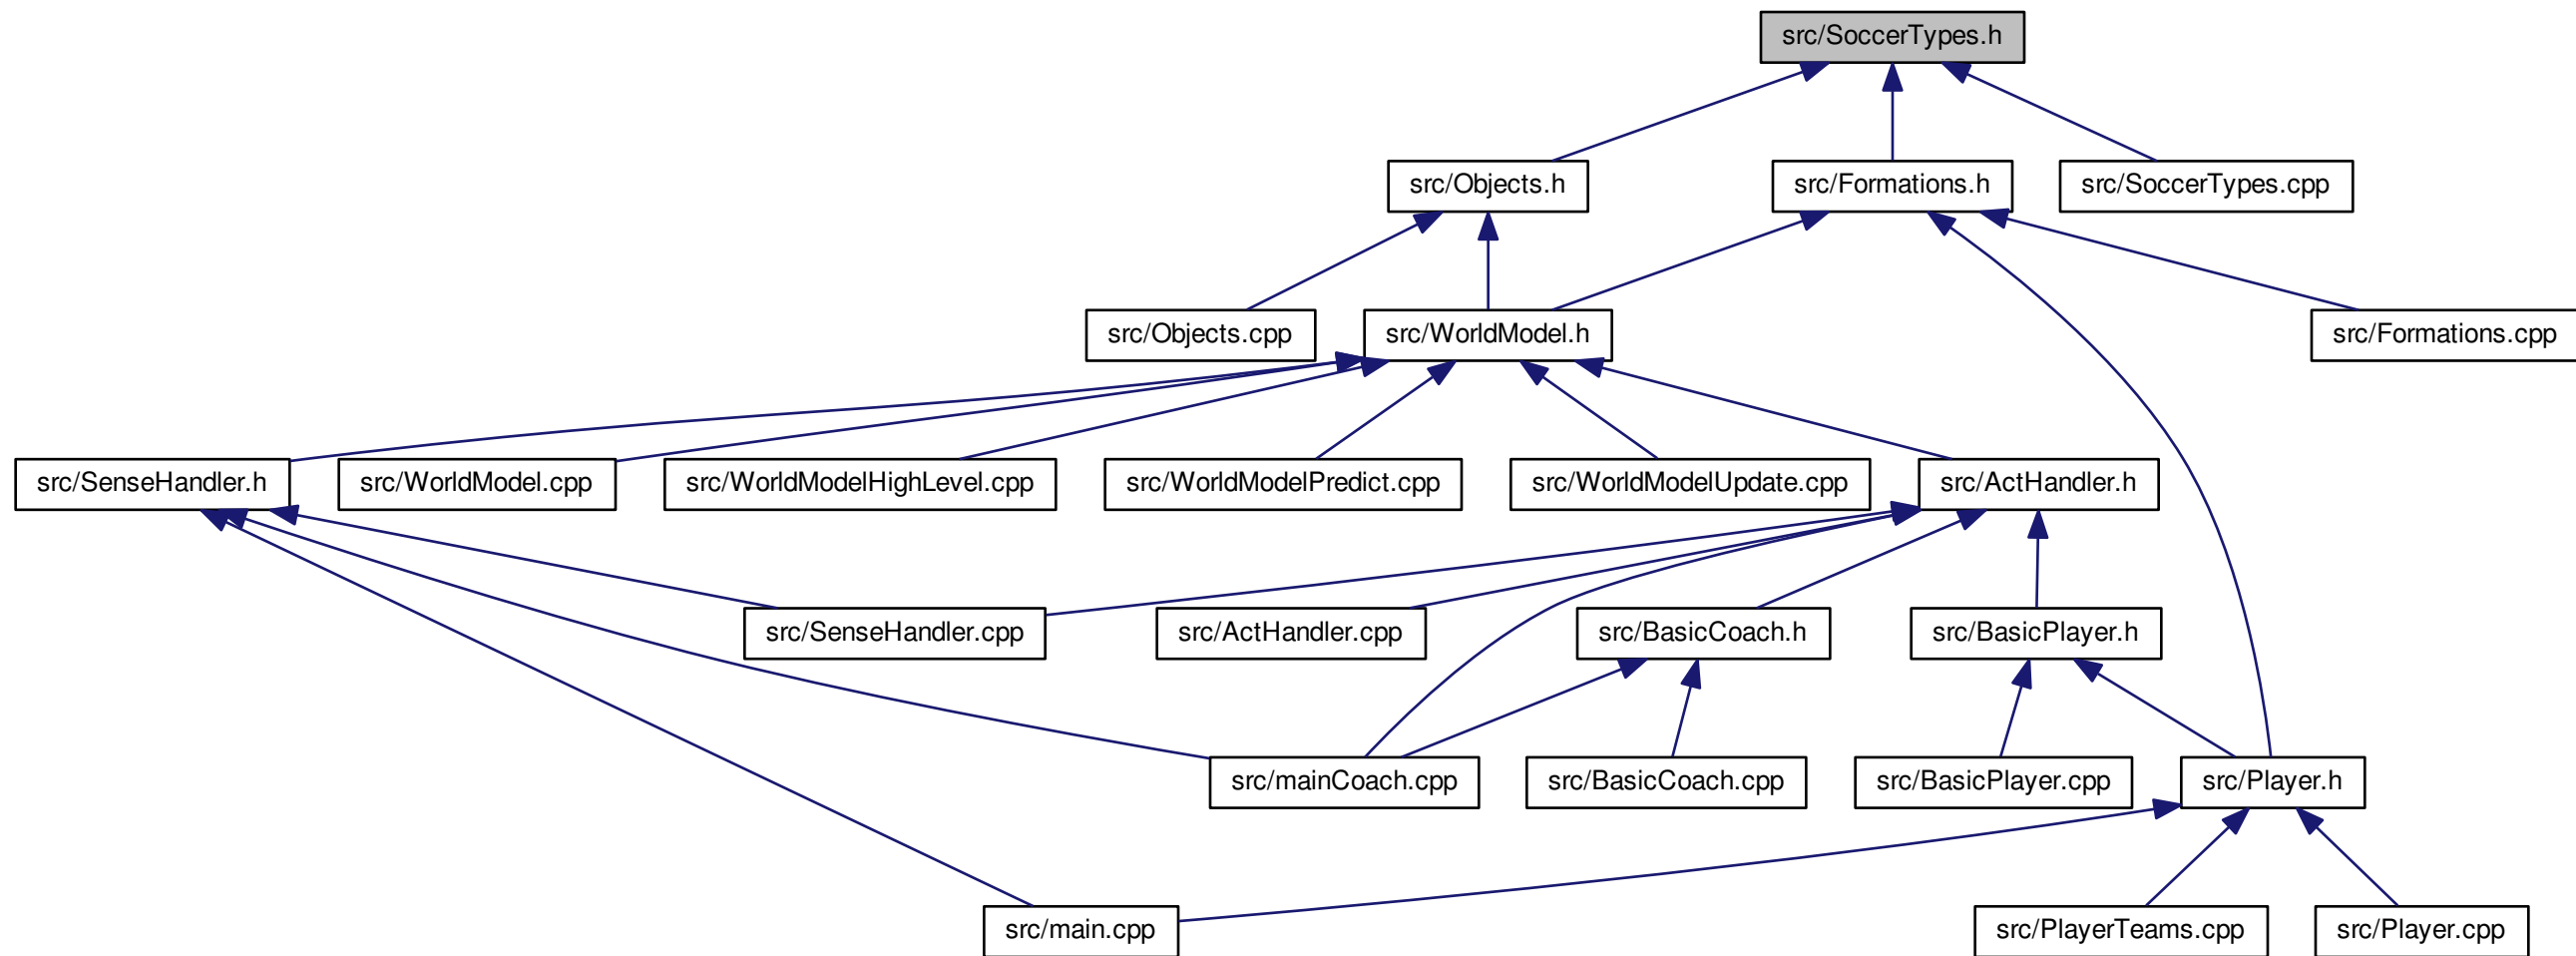 src/SoccerTypes.h
src/Objects.h
src/Formations.h
src/SoccerTypes.cpp
src/Objects.cpp
src/WorldModel.h
src/Formations.cpp
src/SenseHandler.h
src/WorldModel.cpp
src/WorldModelHighLevel.cpp
src/WorldModelPredict.cpp
src/WorldModelUpdate.cpp
src/ActHandler.h
src/SenseHandler.cpp
src/ActHandler.cpp
src/BasicCoach.h
src/BasicPlayer.h
src/mainCoach.cpp
src/BasicCoach.cpp
src/BasicPlayer.cpp
src/Player.h
src/main.cpp
src/PlayerTeams.cpp
src/Player.cpp